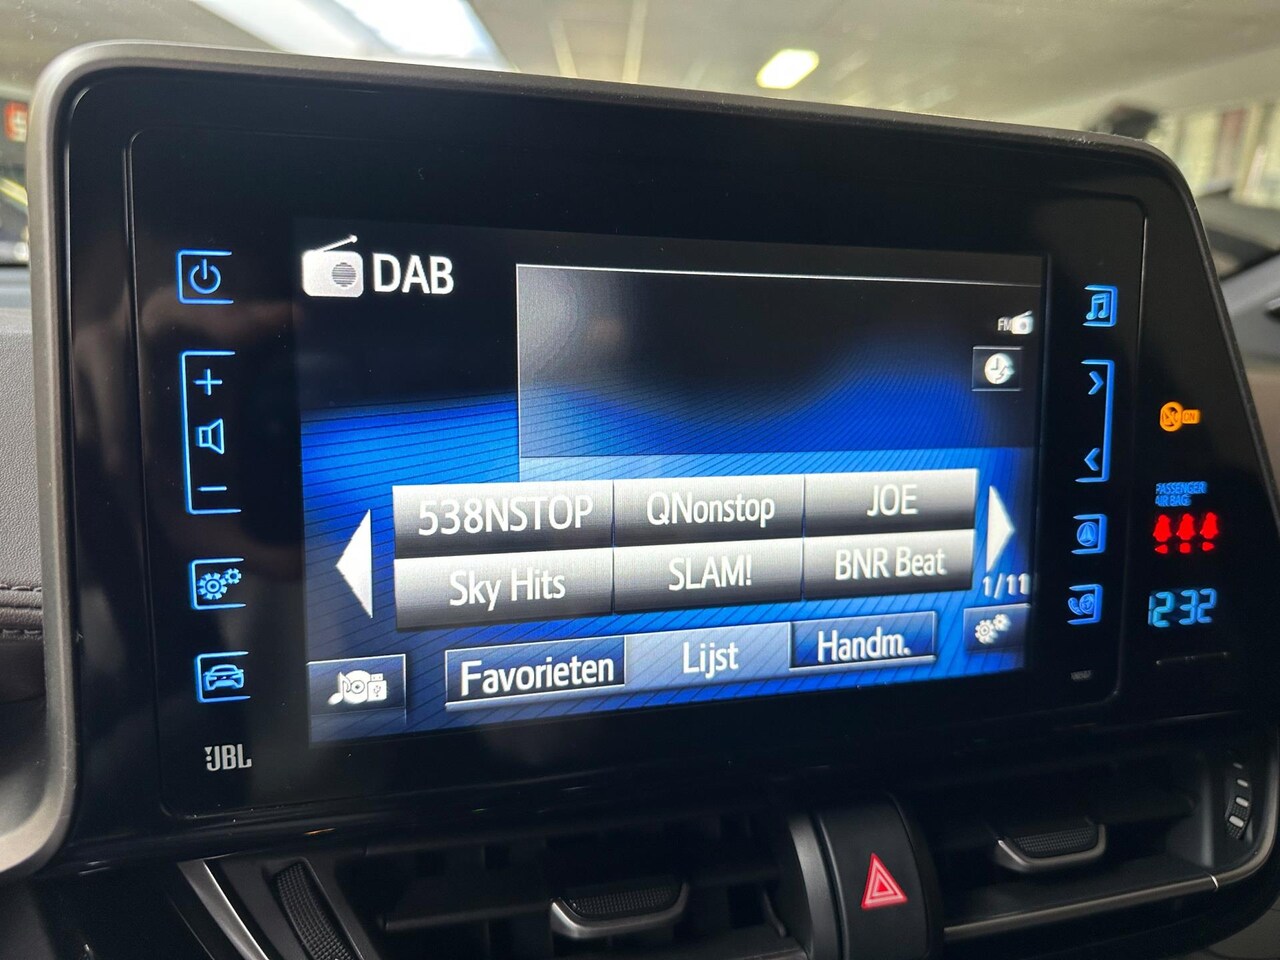 DAB
FM
538NSTOP QNonstop JOE
Sky Hits SLAM! BNR Beat
1/11
Favorieten Lijst Handm.
JBL
ON
PASSENGER
AIR BAG
12:32